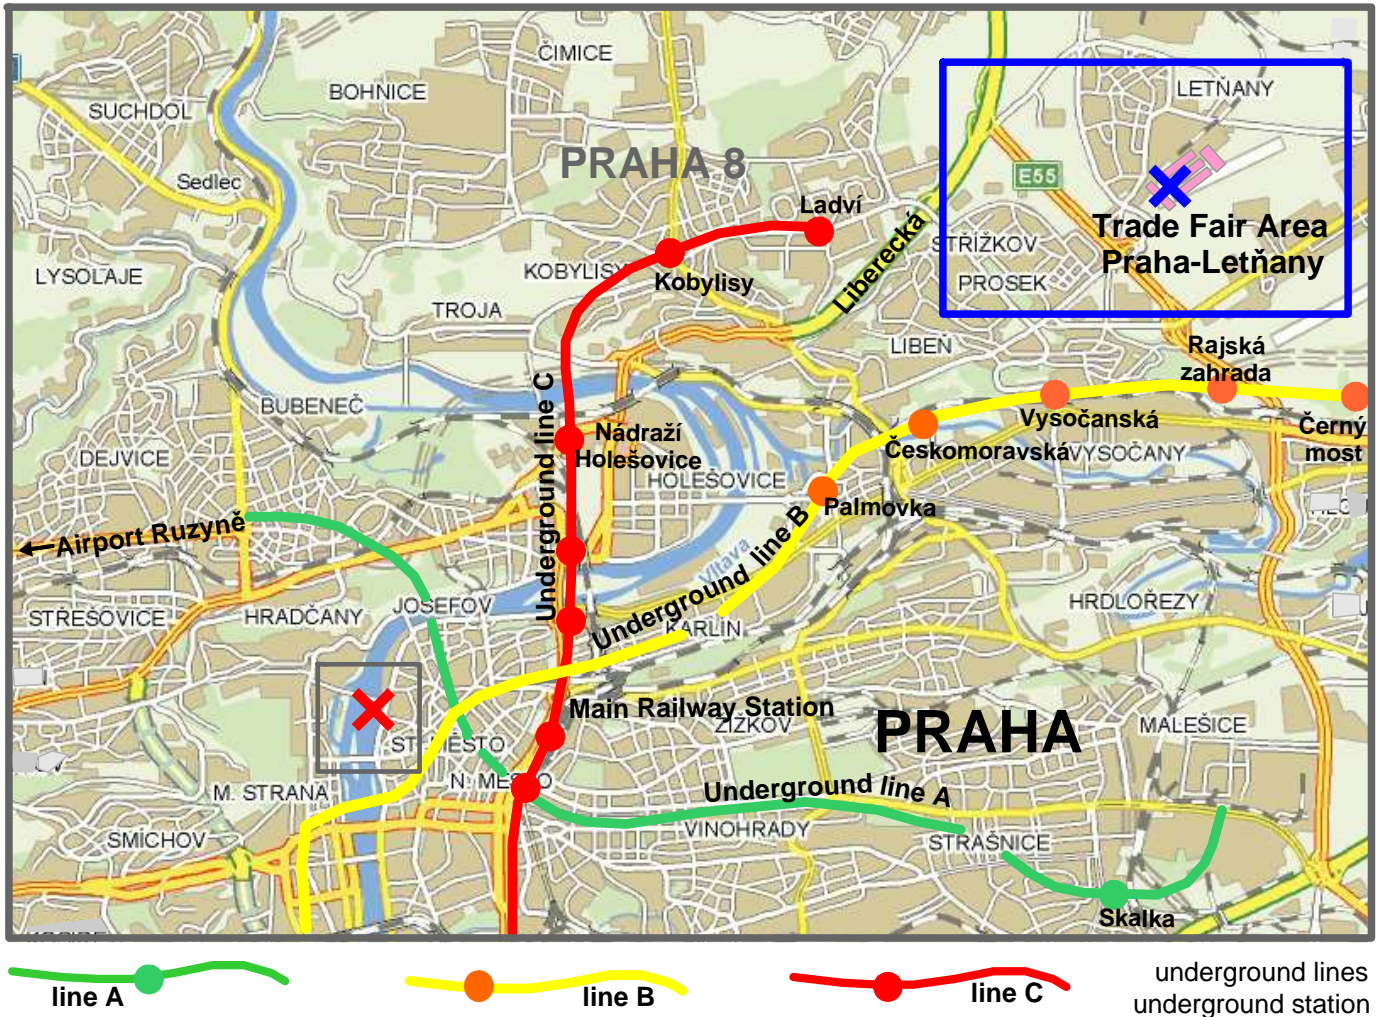 ČIMICE
BOHNICE
SUCHDOL
LETŇANY
PRAHA 8
E55
Sedlec
Ladví
Trade Fair Area
Praha-Letňany
Liberecká
STŘÍŽKOV
PROSEK
KOBYLISY
Kobylisy
LYSOLAJE
TROJA
LIBEŇ
Rajská
zahrada
Underground line C
BUBENEČ
Vysočanská
Černý
most
Nádraží
Holešovice
Českomoravská
VYSOČANY
DEJVICE
HOLEŠOVICE
Palmovka
Airport Ruzyně
Vltava
Underground line B
STŘEŠOVICE
HRADČANY
JOSEFOV
KARLÍN
HRDLOŘEZY
Main Railway Station
ŽIŽKOV
PRAHA
MALEŠICE
ST. MĚSTO
N. MĚSTO
M. STRANA
Underground line A
SMÍCHOV
VINOHRADY
STRAŠNICE
Skalka
line A
line B
line C
underground lines
underground station